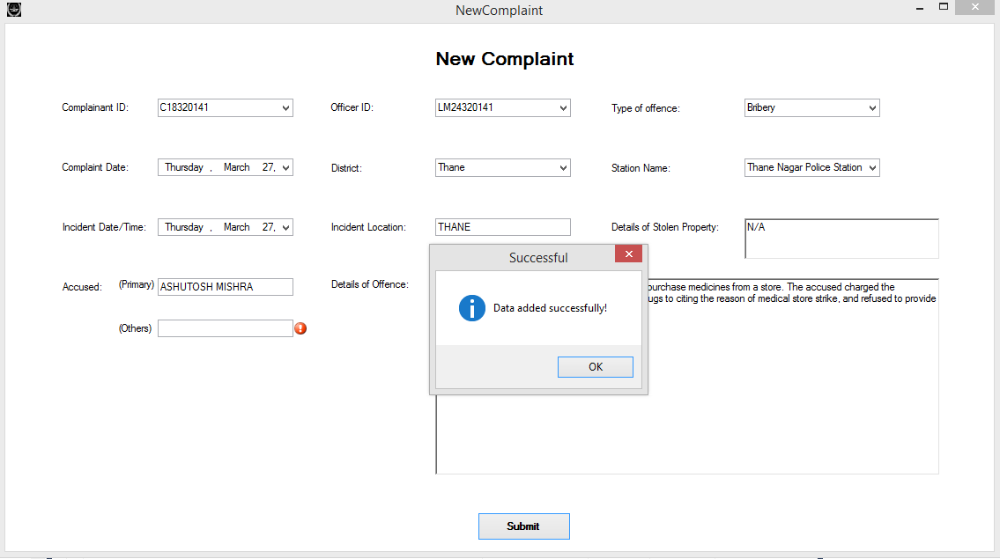 NewComplaint
New Complaint
Complainant ID: C18320141 Officer ID: LM24320141 Type of offence: Bribery
Complaint Date: Thursday , March 27, District: Thane Station Name: Thane Nagar Police Station
Incident Date/Time: Thursday , March 27, Incident Location: THANE Details of Stolen Property: N/A
Successful
Accused: (Primary) ASHUTOSH MISHRA Details of Offence: purchase medicines from a store. The accused charged the
to citing the reason of medical store strike, and refused to provide
Data added successfully!
(Others)
OK
Submit